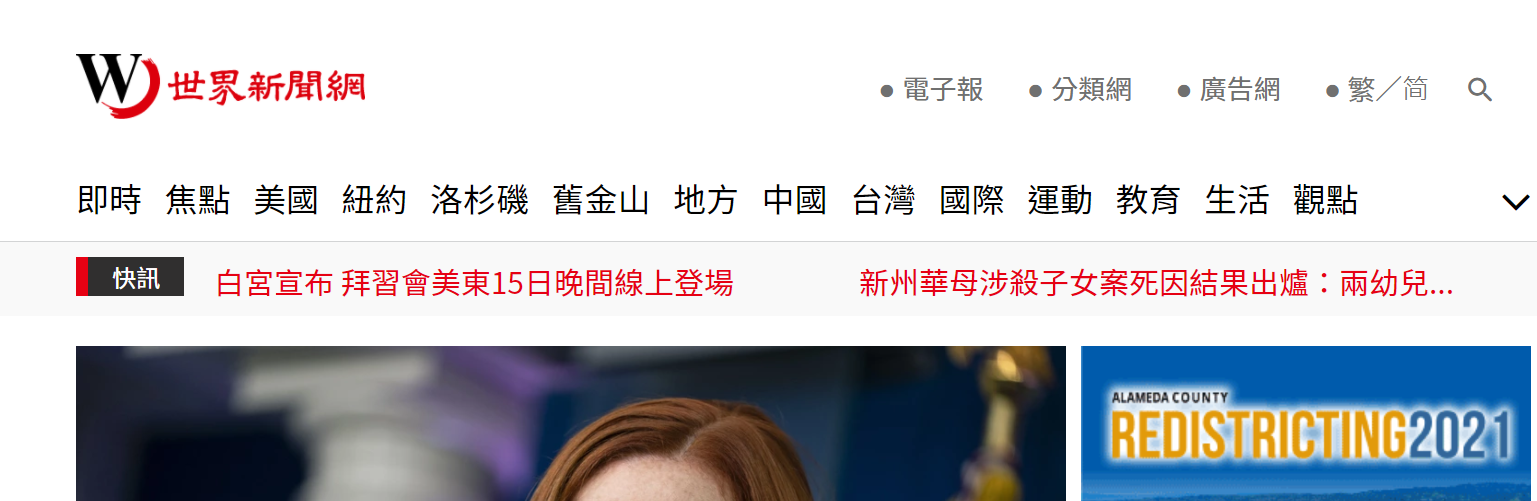 W 世界新聞網
● 電子報 ● 分類網 ● 廣告網 ● 繁／简
即時 焦點 美國 紐約 洛杉磯 舊金山 地方 中國 台灣 國際 運動 教育 生活 觀點
快訊 白宮宣布 拜習會美東15日晚間線上登場 新州華母涉殺子女案死因結果出爐：兩幼兒...
ALAMEDA COUNTY
REDISTRICTING2021